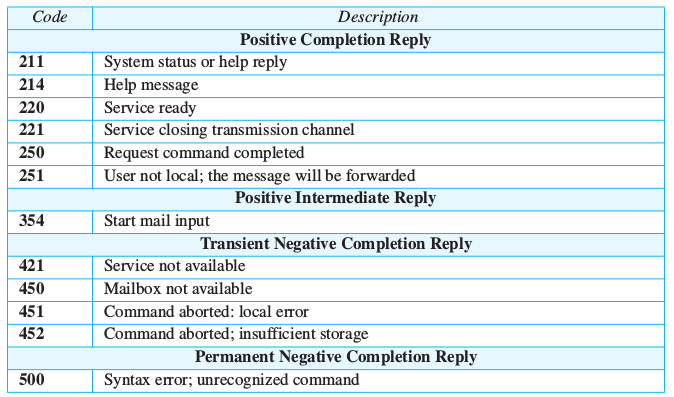 Code Description
Positive Completion Reply
211 System status or help reply
214 Help message
220 Service ready
221 Service closing transmission channel
250 Request command completed
251 User not local; the message will be forwarded
Positive Intermediate Reply
354 Start mail input
Transient Negative Completion Reply
421 Service not available
450 Mailbox not available
451 Command aborted: local error
452 Command aborted; insufficient storage
Permanent Negative Completion Reply
500 Syntax error; unrecognized command